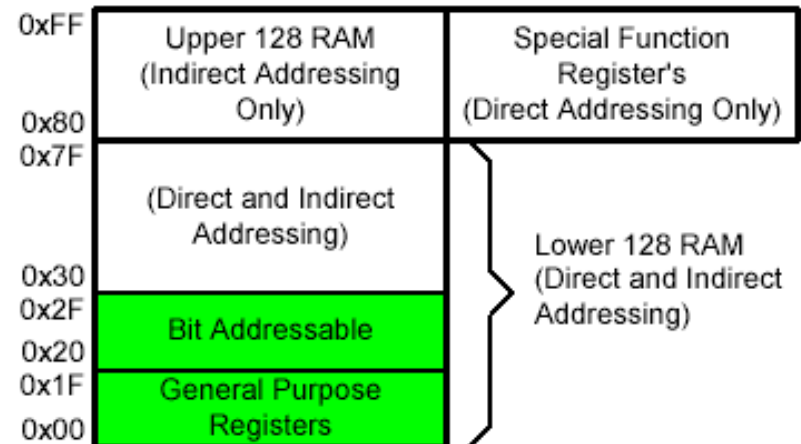 0xFF
Upper 128 RAM
(Indirect Addressing
Only)
0x80
Special Function
Register's
(Direct Addressing Only)
0x7F
(Direct and Indirect
Addressing)
0x30
0x2F
Bit Addressable
0x20
0x1F
General Purpose
Registers
0x00
Lower 128 RAM
(Direct and Indirect
Addressing)